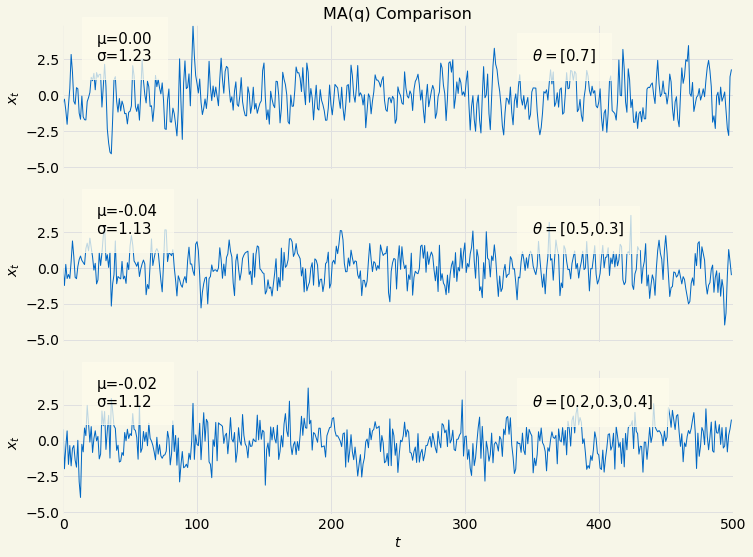 MA(q) Comparison
μ=0.00
σ=1.23
θ = [0.7]
2.5
0.0
−2.5
−5.0
x_t
μ=-0.04
σ=1.13
θ = [0.5,0.3]
2.5
0.0
−2.5
−5.0
x_t
μ=-0.02
σ=1.12
θ = [0.2,0.3,0.4]
2.5
0.0
−2.5
−5.0
x_t
0 100 200 300 400 500
t